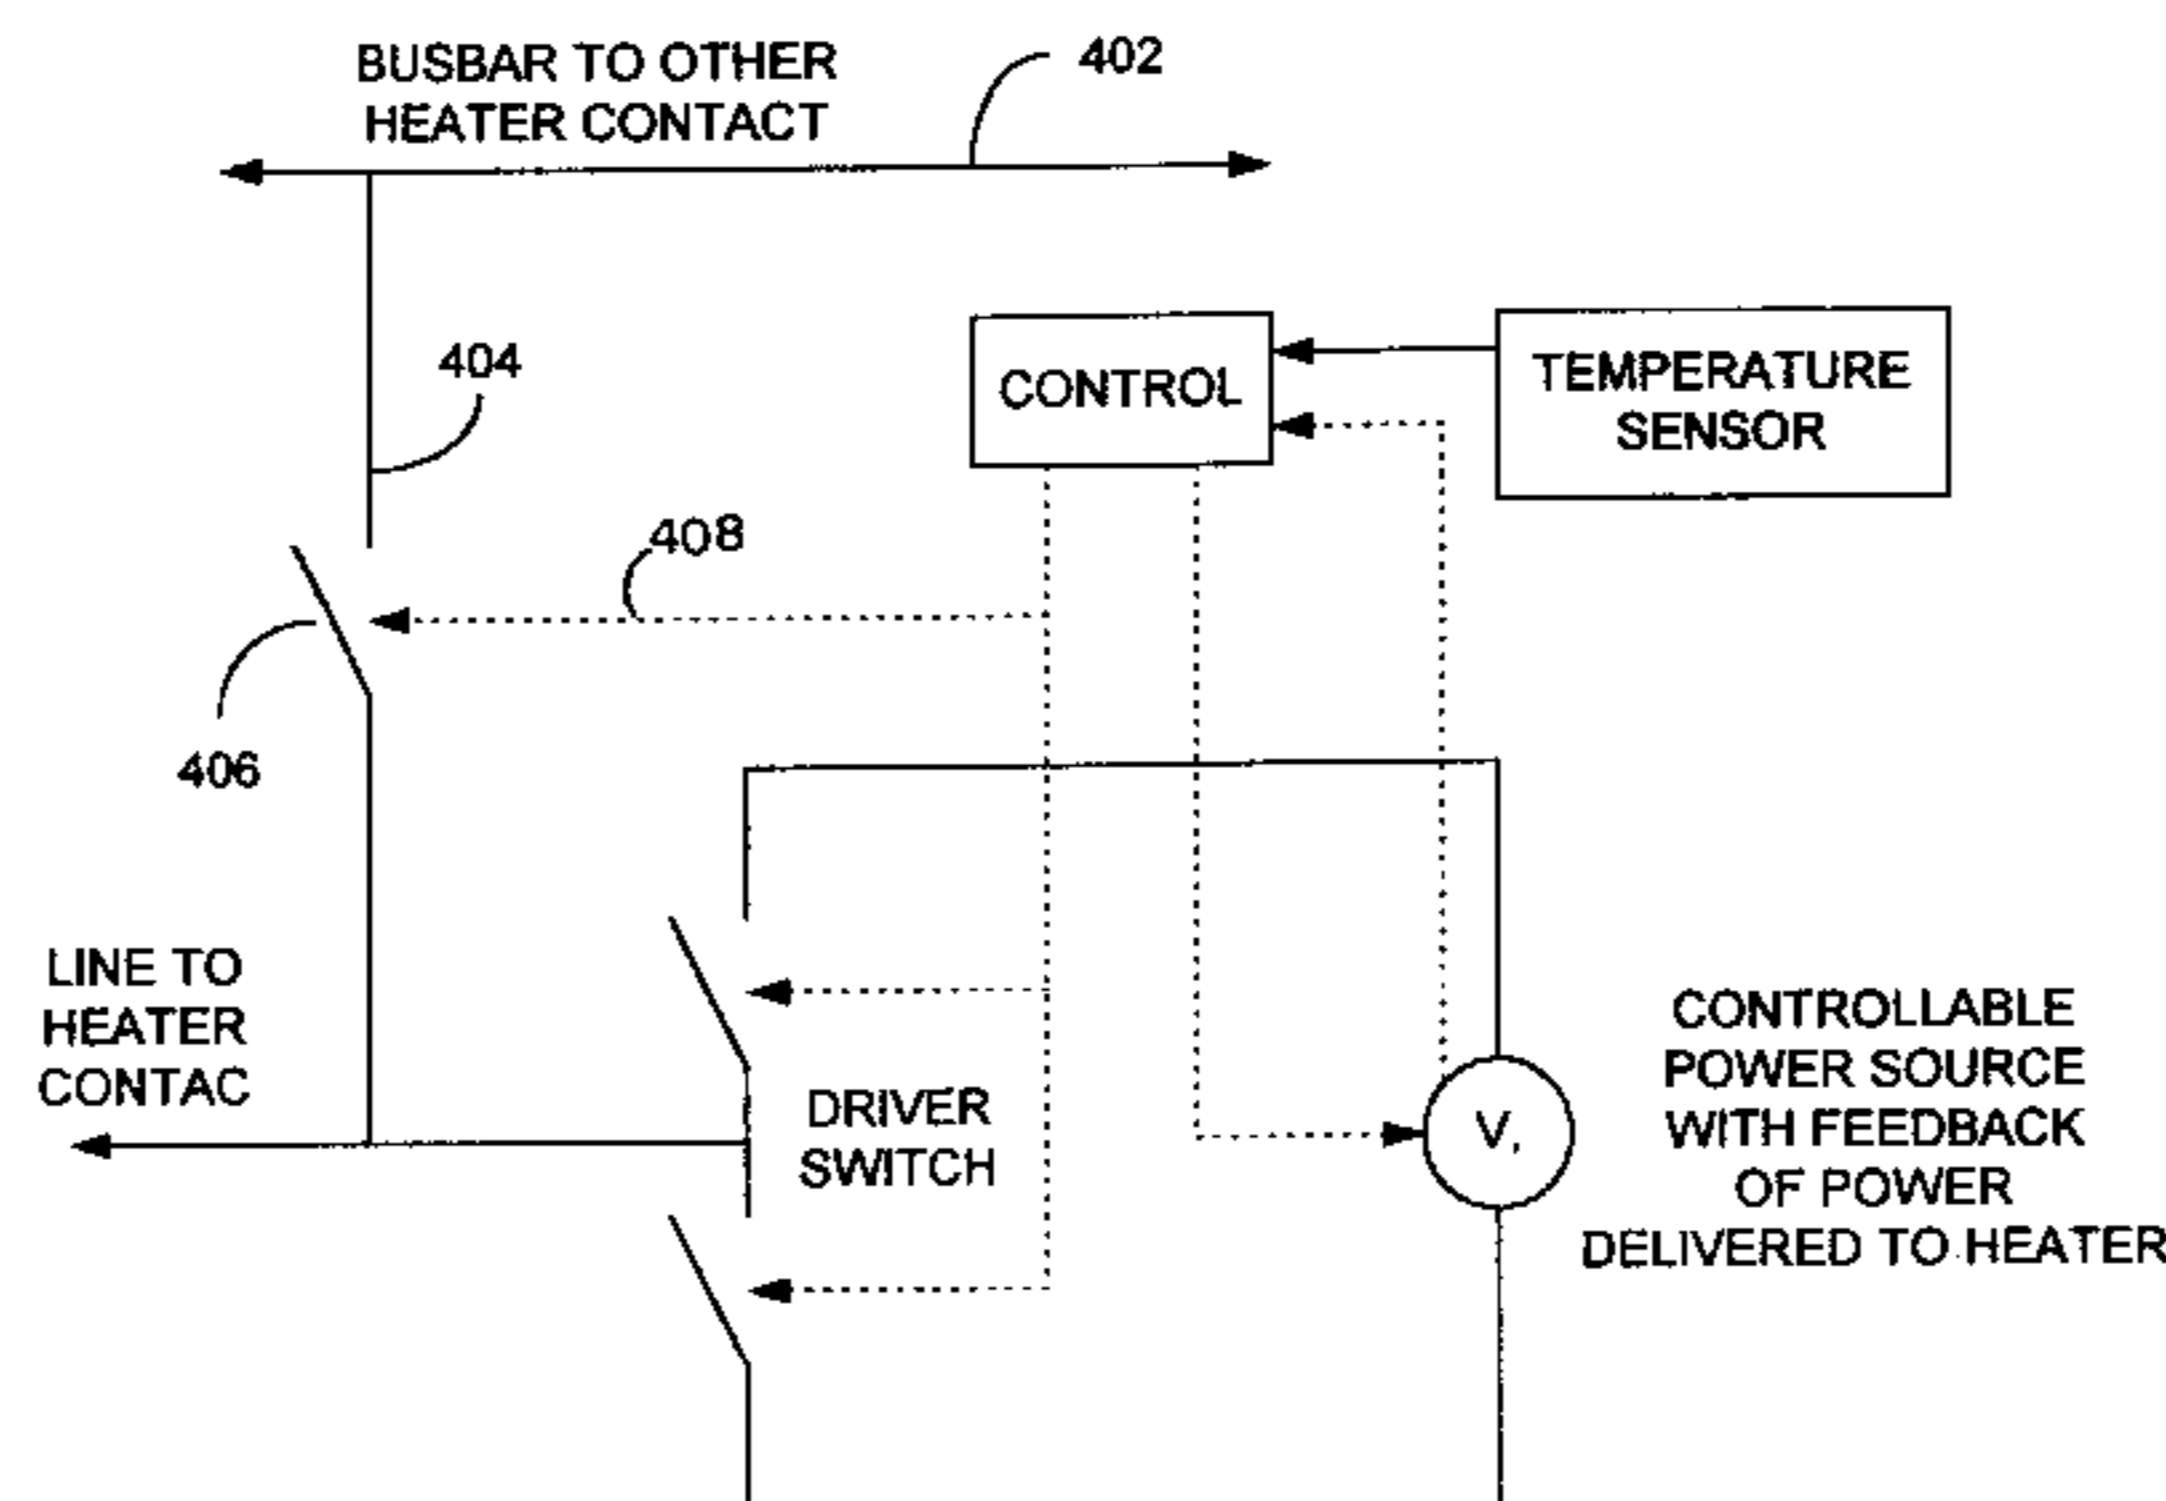 BUSBAR TO OTHER
HEATER CONTACT
402
404
CONTROL
TEMPERATURE
SENSOR
408
406
LINE TO
HEATER
CONTAC
DRIVER
SWITCH
V,
CONTROLLABLE
POWER SOURCE
WITH FEEDBACK
OF POWER
DELIVERED TO HEATER